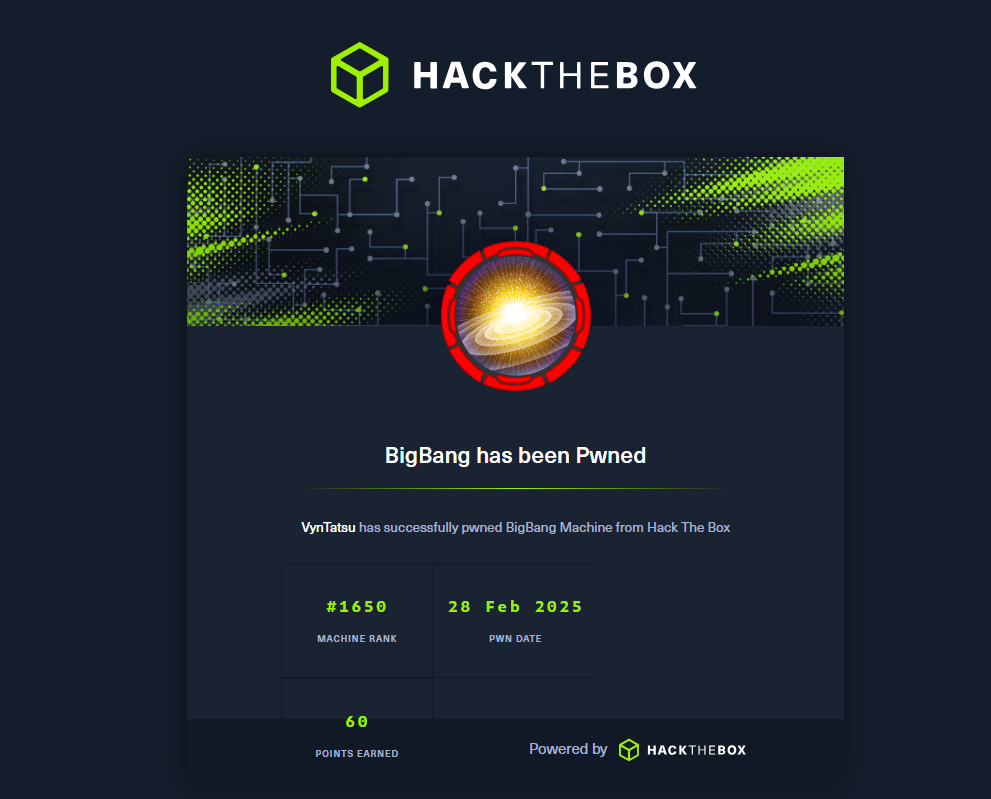 HACKTHEBOX
BigBang has been Pwned
VynTatsu has successfully pwned BigBang Machine from Hack The Box
#1650
MACHINE RANK
28 Feb 2025
PWN DATE
60
POINTS EARNED
Powered by HACKTHEBOX